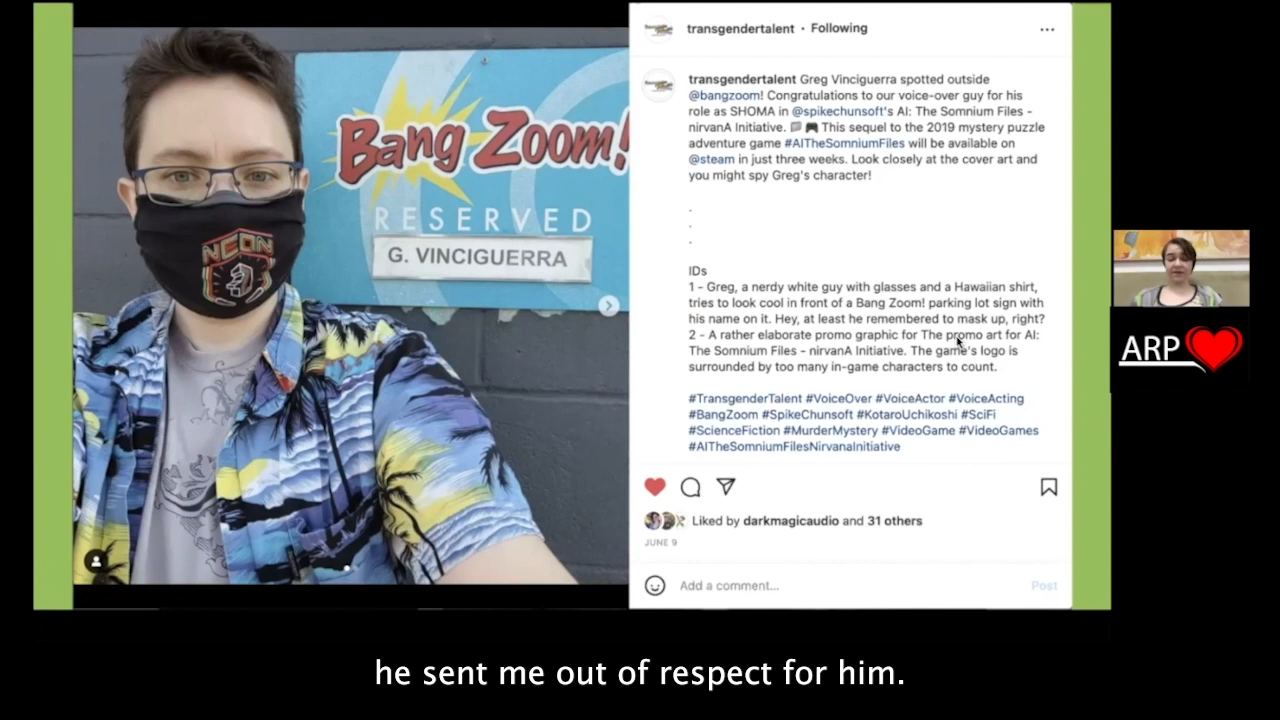 transgendertalent • Following
Bang Zoom!
RESERVED
G. VINCIGUERRA
NEON
transgendertalent Greg Vinciguerra spotted outside
@bangzoom! Congratulations to our voice-over guy for his
role as SHOMA in @spikechunsoft's AI: The Somnium Files -
nirvanA Initiative. 🏁 🎮 This sequel to the 2019 mystery puzzle
adventure game #AITheSomniumFiles will be available on
@steam in just three weeks. Look closely at the cover art and
you might spy Greg's character!
.
.
.
IDs
1 - Greg, a nerdy white guy with glasses and a Hawaiian shirt,
tries to look cool in front of a Bang Zoom! parking lot sign with
his name on it. Hey, at least he remembered to mask up, right?
2 - A rather elaborate promo graphic for The promo art for AI:
The Somnium Files - nirvanA Initiative. The game's logo is
surrounded by too many in-game characters to count.
#TransgenderTalent #VoiceOver #VoiceActor #VoiceActing
#BangZoom #SpikeChunsoft #KotaroUchikoshi #SciFi
#ScienceFiction #MurderMystery #VideoGame #VideoGames
#AITheSomniumFilesNirvanaInitiative
Liked by darkmagicaudio and 31 others
JUNE 9
Add a comment...
Post
ARP
he sent me out of respect for him.